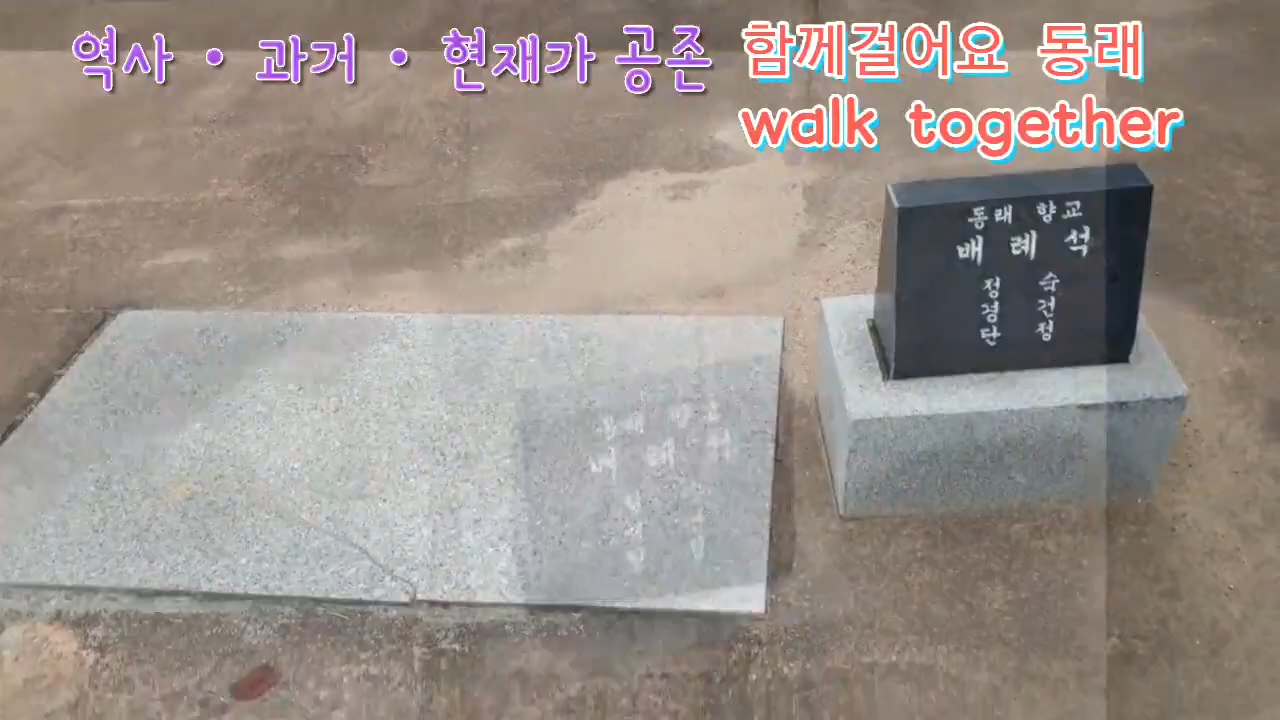 역사 • 과거 • 현재가 공존
함께걸어요 동래
walk together
동래 향교
배례석
정경단
숙건정